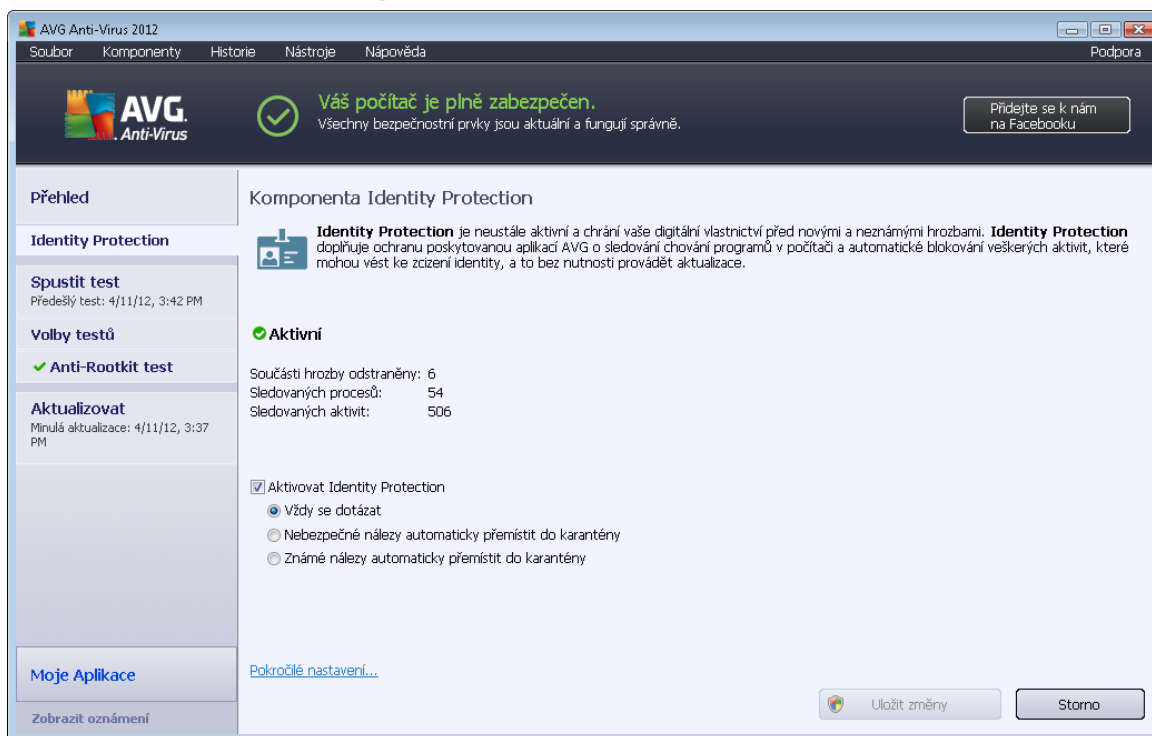 AVG Anti-Virus 2012
Soubor Komponenty Historie Nástroje Nápověda Podpora
AVG.
Anti-Virus
Váš počítač je plně zabezpečen.
Všechny bezpečnostní prvky jsou aktuální a fungují správně.
Přidejte se k nám
na Facebooku
Přehled
Identity Protection
Spustit test
Předešlý test: 4/11/12, 3:42 PM
Volby testů
Anti-Rootkit test
Aktualizovat
Minulá aktualizace: 4/11/12, 3:37
PM
Moje Aplikace
Zobrazit oznámení
Komponenta Identity Protection
Identity Protection je neustále aktivní a chrání vaše digitální vlastnictví před novými a neznámými hrozbami. Identity Protection
doplňuje ochranu poskytovanou aplikací AVG o sledování chování programů v počítači a automatické blokování veškerých aktivit, které
mohou vést ke zcizení identity, a to bez nutnosti provádět aktualizace.
Aktivní
Součásti hrozby odstraněny: 6
Sledovaných procesů: 54
Sledovaných aktivit: 506
Aktivovat Identity Protection
Vždy se dotázat
Nebezpečné nálezy automaticky přemístit do karantény
Známé nálezy automaticky přemístit do karantény
Pokročilé nastavení...
Uložit změny
Storno